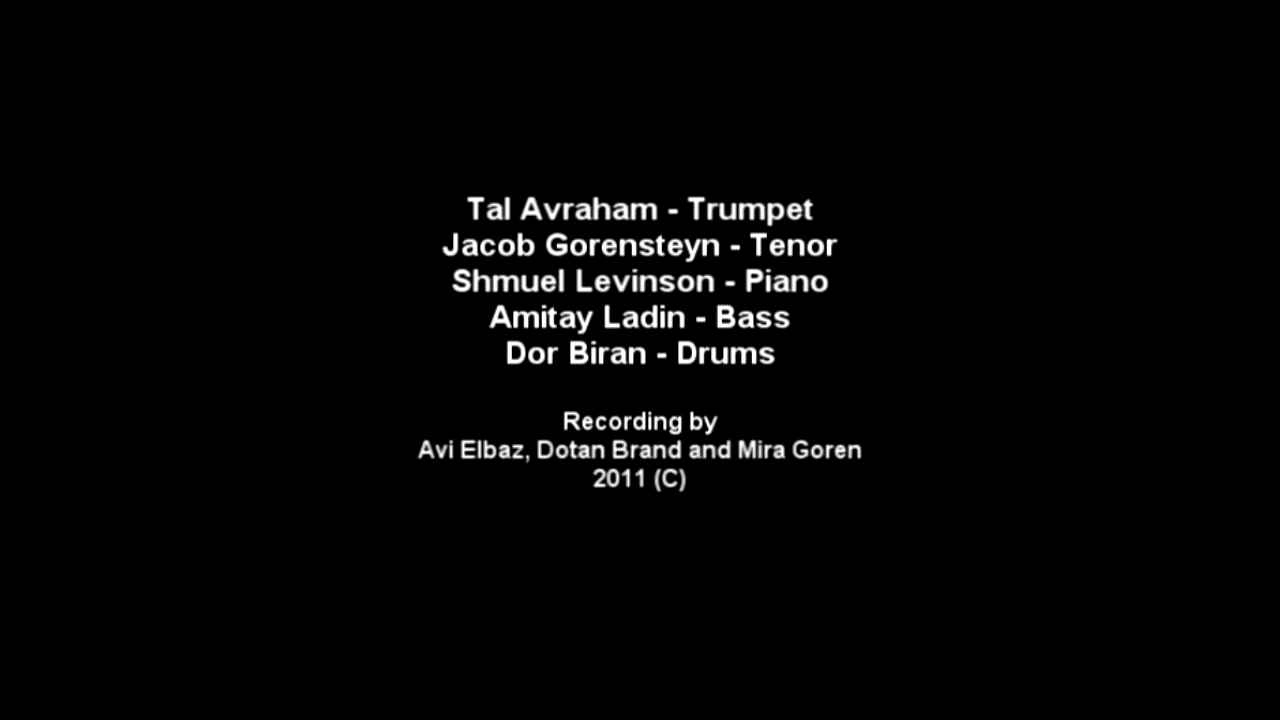 Tal Avraham - Trumpet
Jacob Gorensteyn - Tenor
Shmuel Levinson - Piano
Amitay Ladin - Bass
Dor Biran - Drums
Recording by
Avi Elbaz, Dotan Brand and Mira Goren
2011 (C)